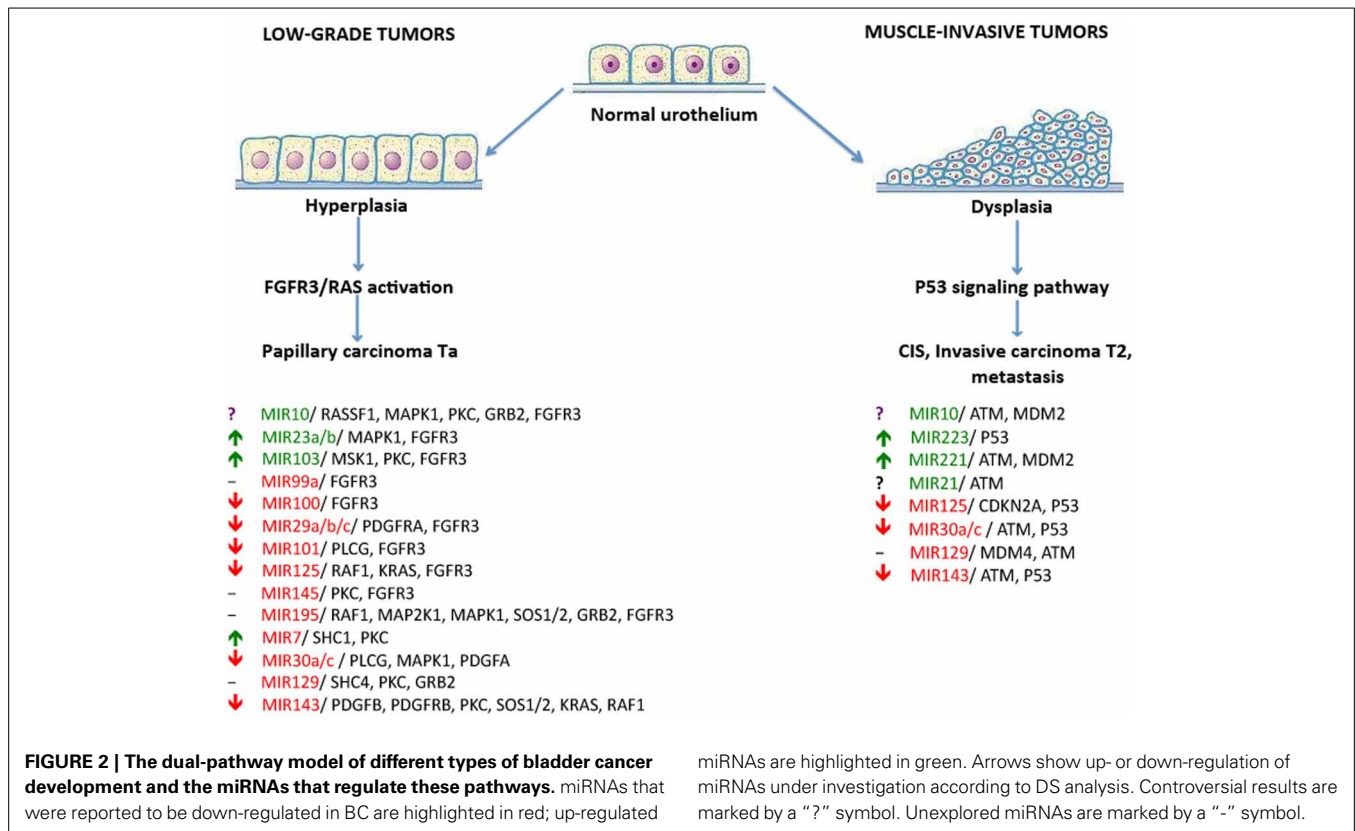 LOW-GRADE TUMORS
MUSCLE-INVASIVE TUMORS
Normal urothelium
Hyperplasia
FGFR3/RAS activation
Papillary carcinoma Ta
? MIR10/ RASSF1, MAPK1, PKC, GRB2, FGFR3
↑ MIR23a/b/ MAPK1, FGFR3
↑ MIR103/ MSK1, PKC, FGFR3
– MIR99a/ FGFR3
↓ MIR100/ FGFR3
↓ MIR29a/b/c/ PDGFRA, FGFR3
↓ MIR101/ PLCG, FGFR3
↓ MIR125/ RAF1, KRAS, FGFR3
– MIR145/ PKC, FGFR3
– MIR195/ RAF1, MAP2K1, MAPK1, SOS1/2, GRB2, FGFR3
↑ MIR7/ SHC1, PKC
↓ MIR30a/c / PLCG, MAPK1, PDGFA
– MIR129/ SHC4, PKC, GRB2
↓ MIR143/ PDGFB, PDGFRB, PKC, SOS1/2, KRAS, RAF1
Dysplasia
P53 signaling pathway
CIS, Invasive carcinoma T2,
metastasis
? MIR10/ ATM, MDM2
↑ MIR223/ P53
↑ MIR221/ ATM, MDM2
? MIR21/ ATM
↓ MIR125/ CDKN2A, P53
↓ MIR30a/c / ATM, P53
– MIR129/ MDM4, ATM
↓ MIR143/ ATM, P53
FIGURE 2 | The dual-pathway model of different types of bladder cancer
development and the miRNAs that regulate these pathways. miRNAs that
were reported to be down-regulated in BC are highlighted in red; up-regulated
miRNAs are highlighted in green. Arrows show up- or down-regulation of
miRNAs under investigation according to DS analysis. Controversial results are
marked by a “?” symbol. Unexplored miRNAs are marked by a “-” symbol.